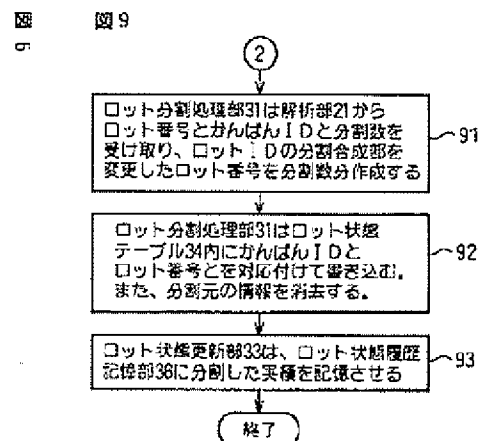 図9
図9
2
ロット分割処理部31は解析部21から
ロット番号とかんばんIDと分割数を
受け取り、ロットIDの分割合成部を
変更したロット番号を分割数分作成する
91
ロット分割処理部31はロット状態
テーブル34内にかんばんIDと
ロット番号とを対応付けて書き込む。
また、分割元の情報を消去する。
92
ロット状態更新部33は、ロット状態履歴
記憶部36に分割した実積を記憶させる
93
終了